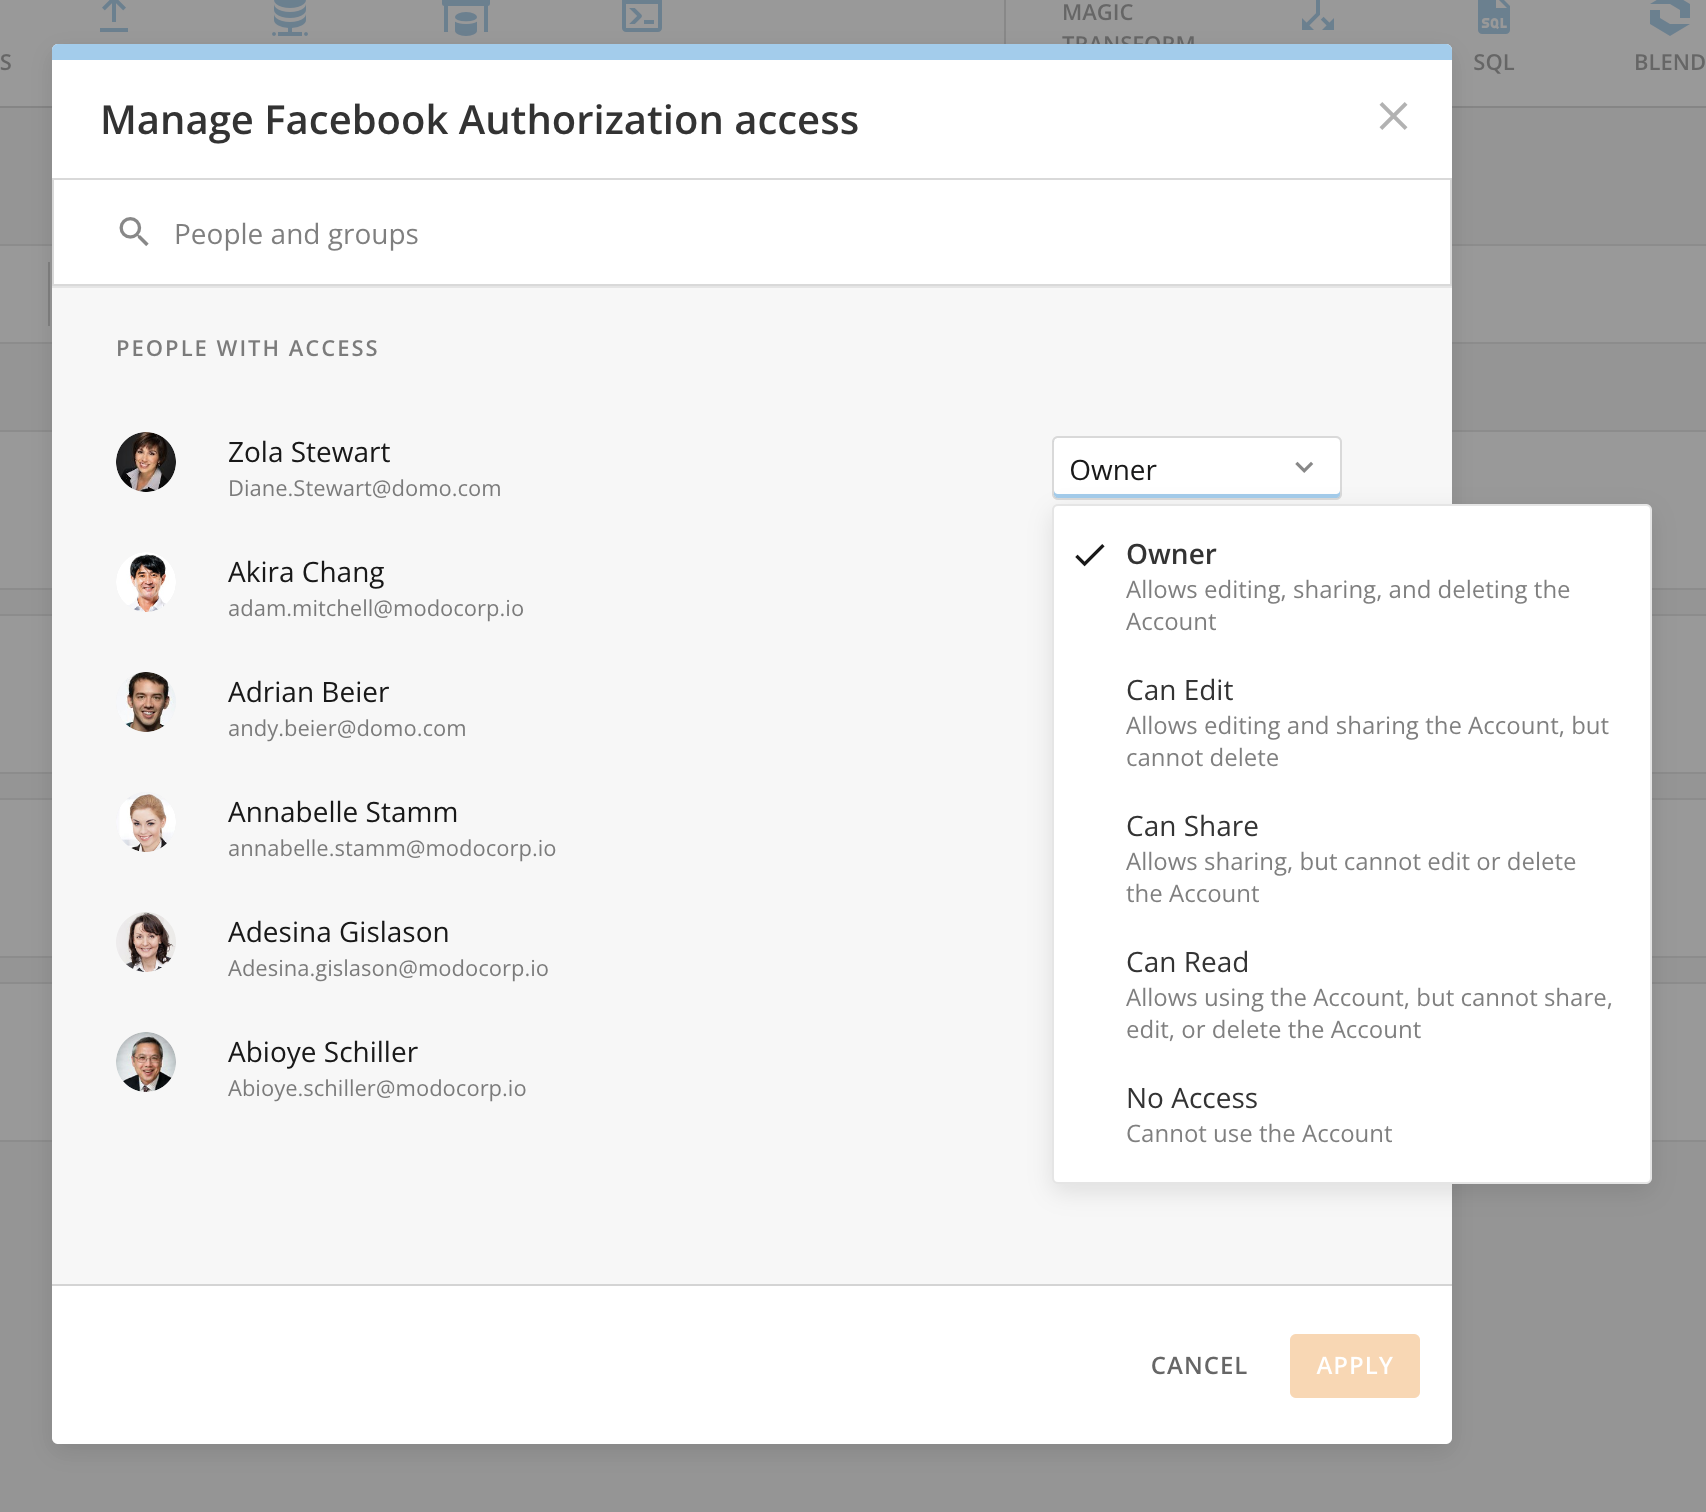 MAGIC
TRANSFORM
S
SQL
SQL
BLEND
Manage Facebook Authorization access
People and groups
PEOPLE WITH ACCESS
Zola Stewart
Diane.Stewart@domo.com
Owner
Akira Chang
adam.mitchell@modocorp.io
Adrian Beier
andy.beier@domo.com
Annabelle Stamm
annabelle.stamm@modocorp.io
Adesina Gislason
Adesina.gislason@modocorp.io
Abioye Schiller
Abioye.schiller@modocorp.io
Owner
Allows editing, sharing, and deleting the
Account
Can Edit
Allows editing and sharing the Account, but
cannot delete
Can Share
Allows sharing, but cannot edit or delete
the Account
Can Read
Allows using the Account, but cannot share,
edit, or delete the Account
No Access
Cannot use the Account
CANCEL
APPLY